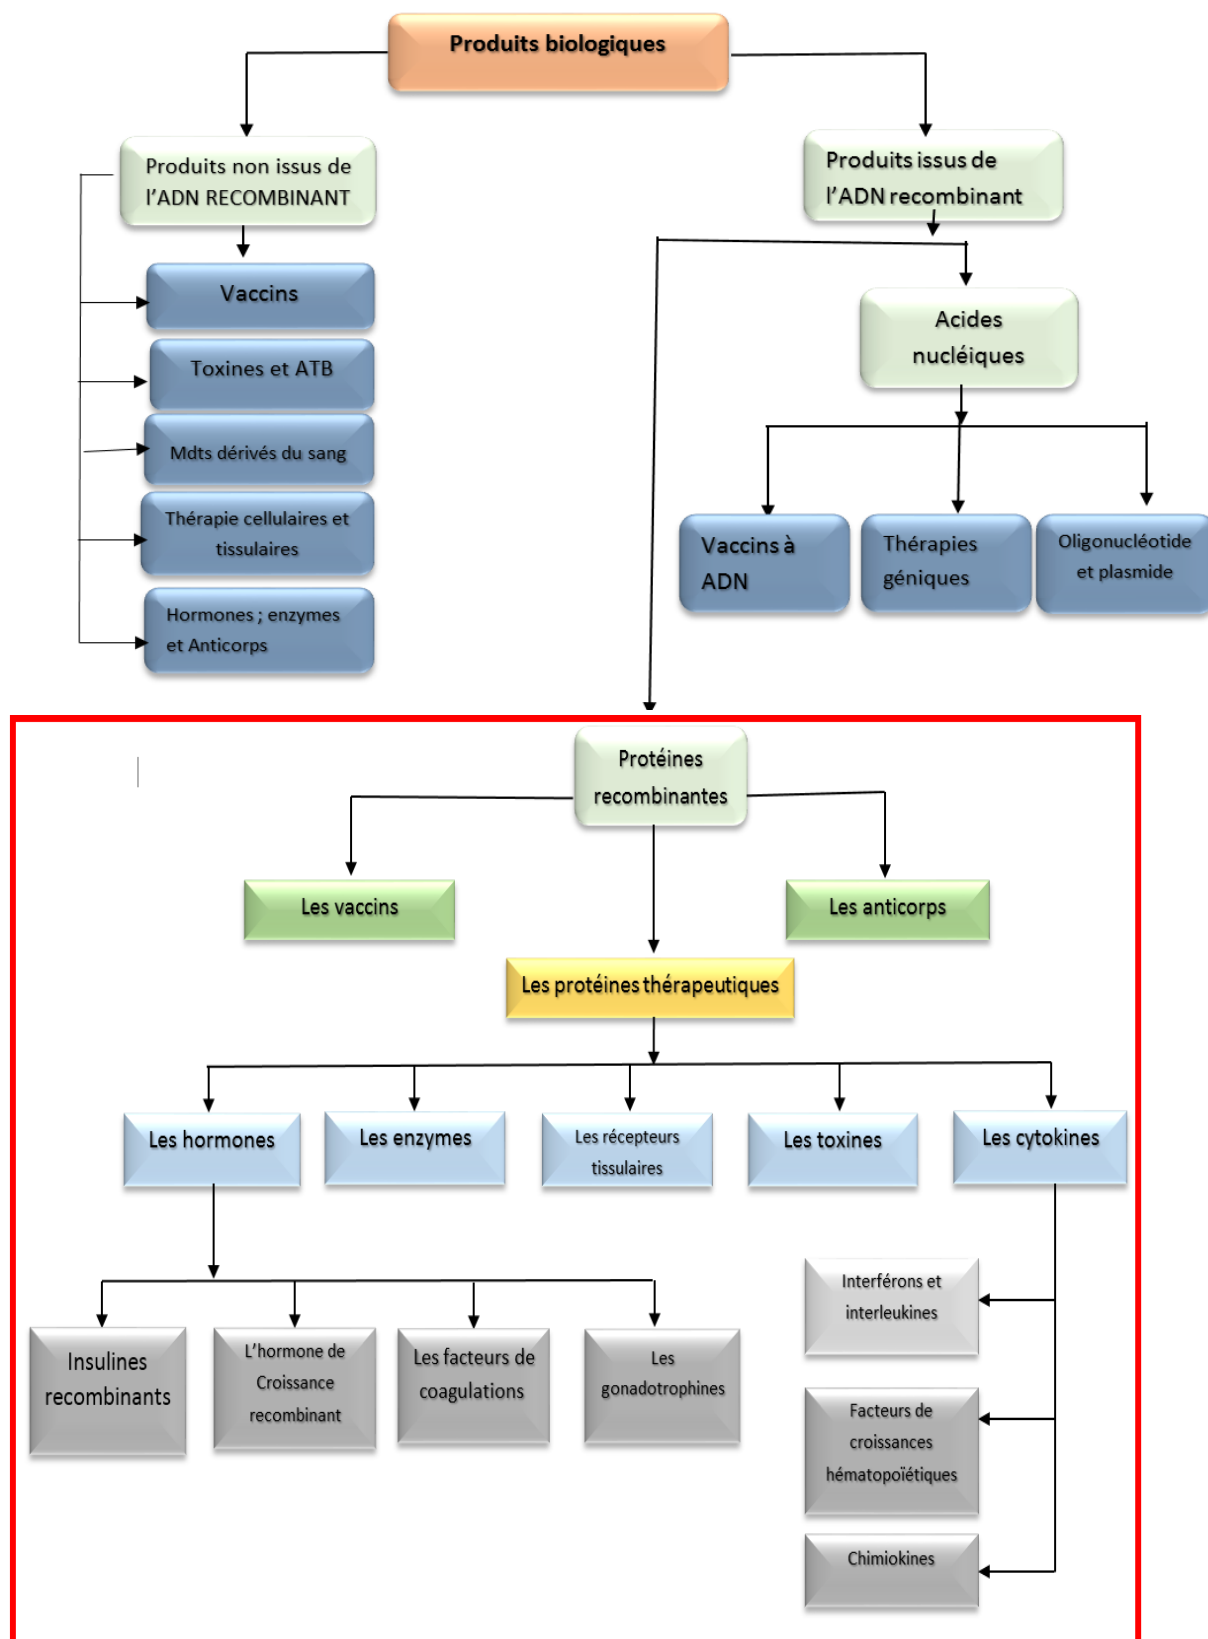 Produits biologiques
Produits non issus de
l'ADN RECOMBINANT
Vaccins
Toxines et ATB
Mdts dérivés du sang
Thérapie cellulaires et
tissulaires
Hormones ; enzymes
et Anticorps
Produits issus de
l'ADN recombinant
Acides
nucléiques
Vaccins à
ADN
Thérapies
géniques
Oligonucléotide
et plasmide
Protéines
recombinantes
Les vaccins
Les anticorps
Les protéines thérapeutiques
Les hormones
Les enzymes
Les récepteurs
tissulaires
Les toxines
Les cytokines
Insulines
recombinants
L'hormone de
Croissance
recombinant
Les facteurs de
coagulations
Les
gonadotrophines
Interférons et
interleukines
Facteurs de
croissances
hématopoïétiques
Chimiokines